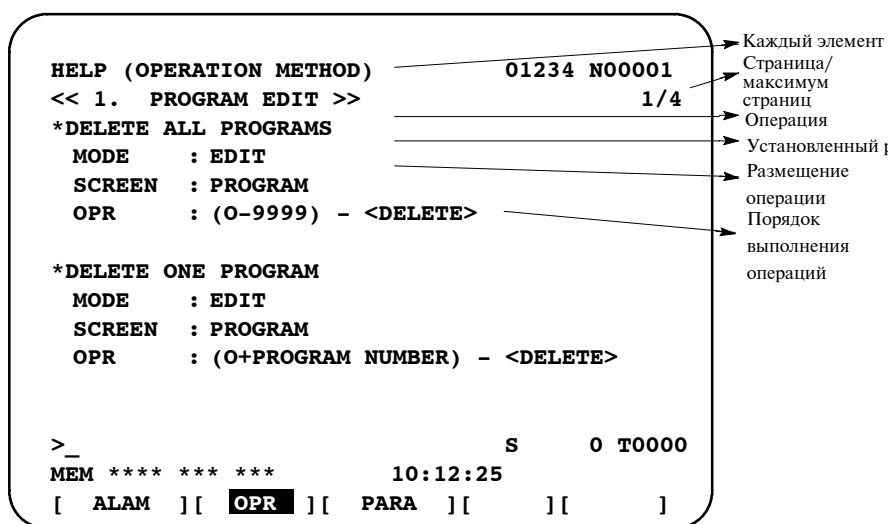 HELP (OPERATION METHOD) 01234 N00001
<< 1. PROGRAM EDIT >> 1/4
*DELETE ALL PROGRAMS
MODE : EDIT
SCREEN : PROGRAM
OPR : (O-9999) - <DELETE>
*DELETE ONE PROGRAM
MODE : EDIT
SCREEN : PROGRAM
OPR : (O+PROGRAM NUMBER) - <DELETE>
>_ S 0 T0000
MEM **** *** *** 10:12:25
[ ALAM ][ OPR ][ PARA ][ ][ ]
Каждый элемент
Страница/
максимум
страниц
Операция
Установленный
Размещение
операции
Порядок
выполнения
операций